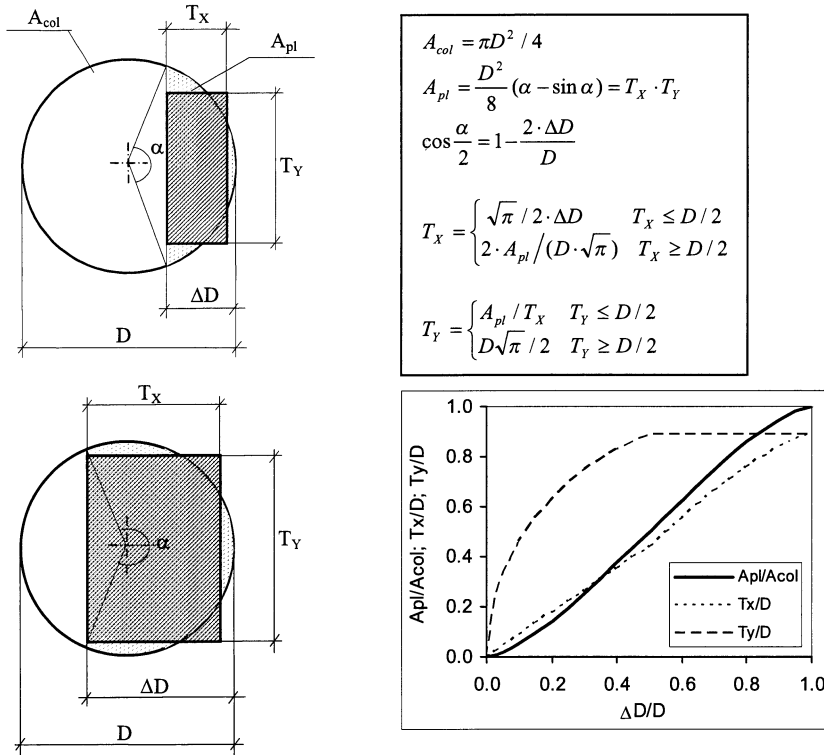 A_col
T_X
A_pl
α
T_Y
ΔD
D
A_col = πD² / 4
A_pl = D²/8 (α − sin α) = T_X · T_Y
cos α/2 = 1 − 2·ΔD/D
T_X = { √π / 2 · ΔD T_X ≤ D / 2
2 · A_pl / (D · √π) T_X ≥ D / 2
T_Y = { A_pl / T_X T_Y ≤ D / 2
D√π / 2 T_Y ≥ D / 2
T_X
α
T_Y
ΔD
D
Apl/Acol; Tx/D; Ty/D
1.0
0.8
0.6
0.4
0.2
0.0
Apl/Acol
Tx/D
Ty/D
0.0 0.2 0.4 0.6 0.8 1.0
ΔD/D